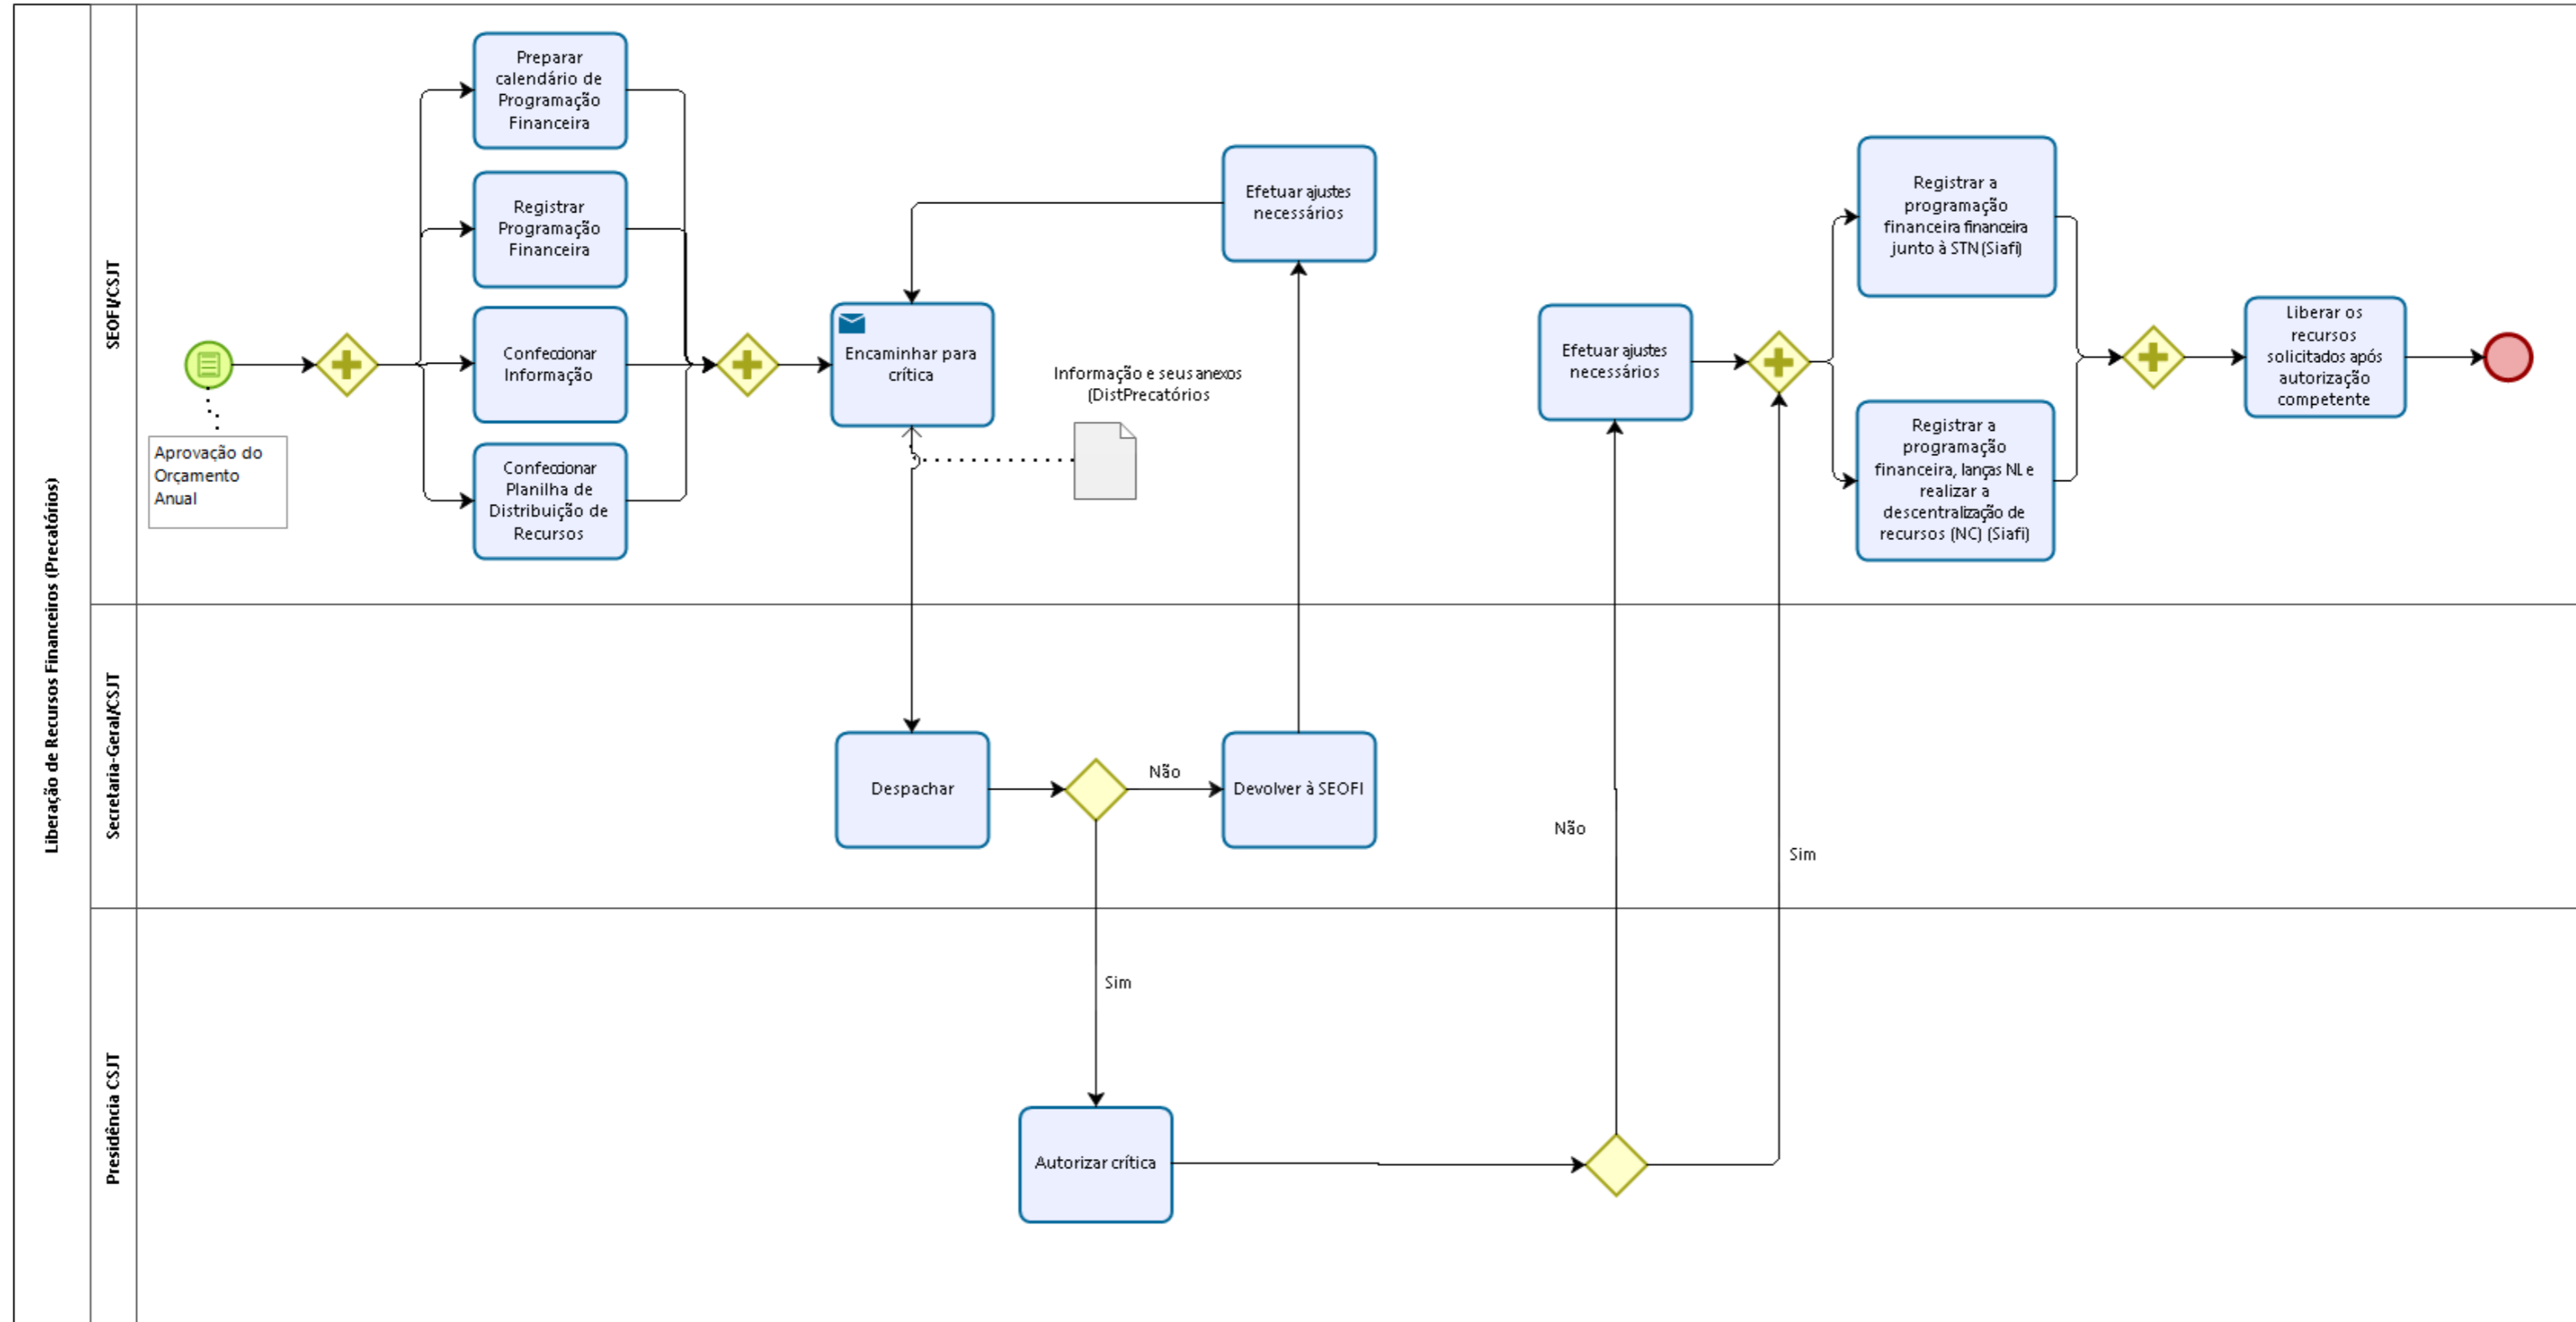 Liberação de Recursos Financeiros (Precatórios)
SEOFI/CSJT
Preparar
calendário de
Programação
Financeira
Registrar
Programação
Financeira
Confeccionar
Informação
Confeccionar
Planilha de
Distribuição de
Recursos
Aprovação do
Orçamento
Anual
Encaminhar para
crítica
Informação e seus anexos
(DistPrecatórios
Efetuar ajustes
necessários
Efetuar ajustes
necessários
Registrar a
programação
financeira financeira
junto à STN (Siafi)
Registrar a
programação
financeira, lanças NL e
realizar a
descentralização de
recursos (NC) (Siafi)
Liberar os
recursos
solicitados após
autorização
competente
Secretaria-Geral/CSJT
Despachar
Não
Devolver à SEOFI
Não
Sim
Presidência CSJT
Sim
Autorizar crítica